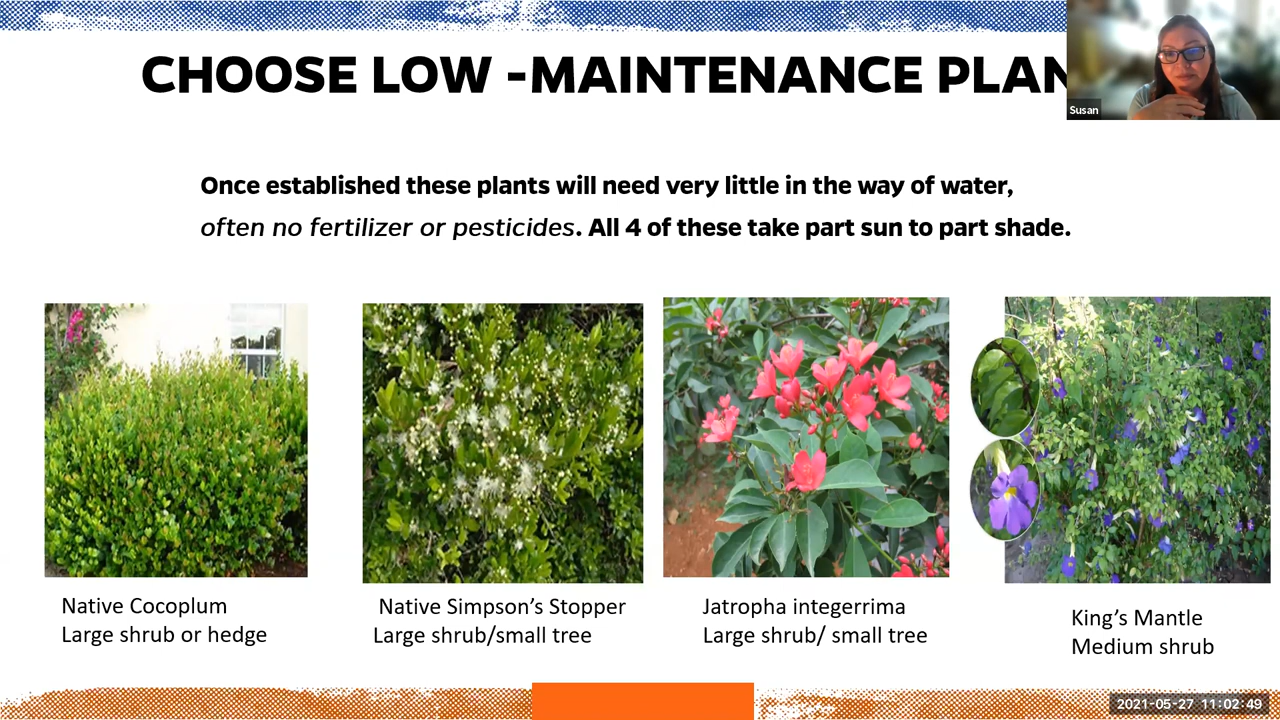 CHOOSE LOW -MAINTENANCE PLAN
Susan
Once established these plants will need very little in the way of water,
often no fertilizer or pesticides. All 4 of these take part sun to part shade.
Native Cocoplum
Large shrub or hedge
Native Simpson’s Stopper
Large shrub/small tree
Jatropha integerrima
Large shrub/ small tree
King’s Mantle
Medium shrub
2021-05-27 11:02:49